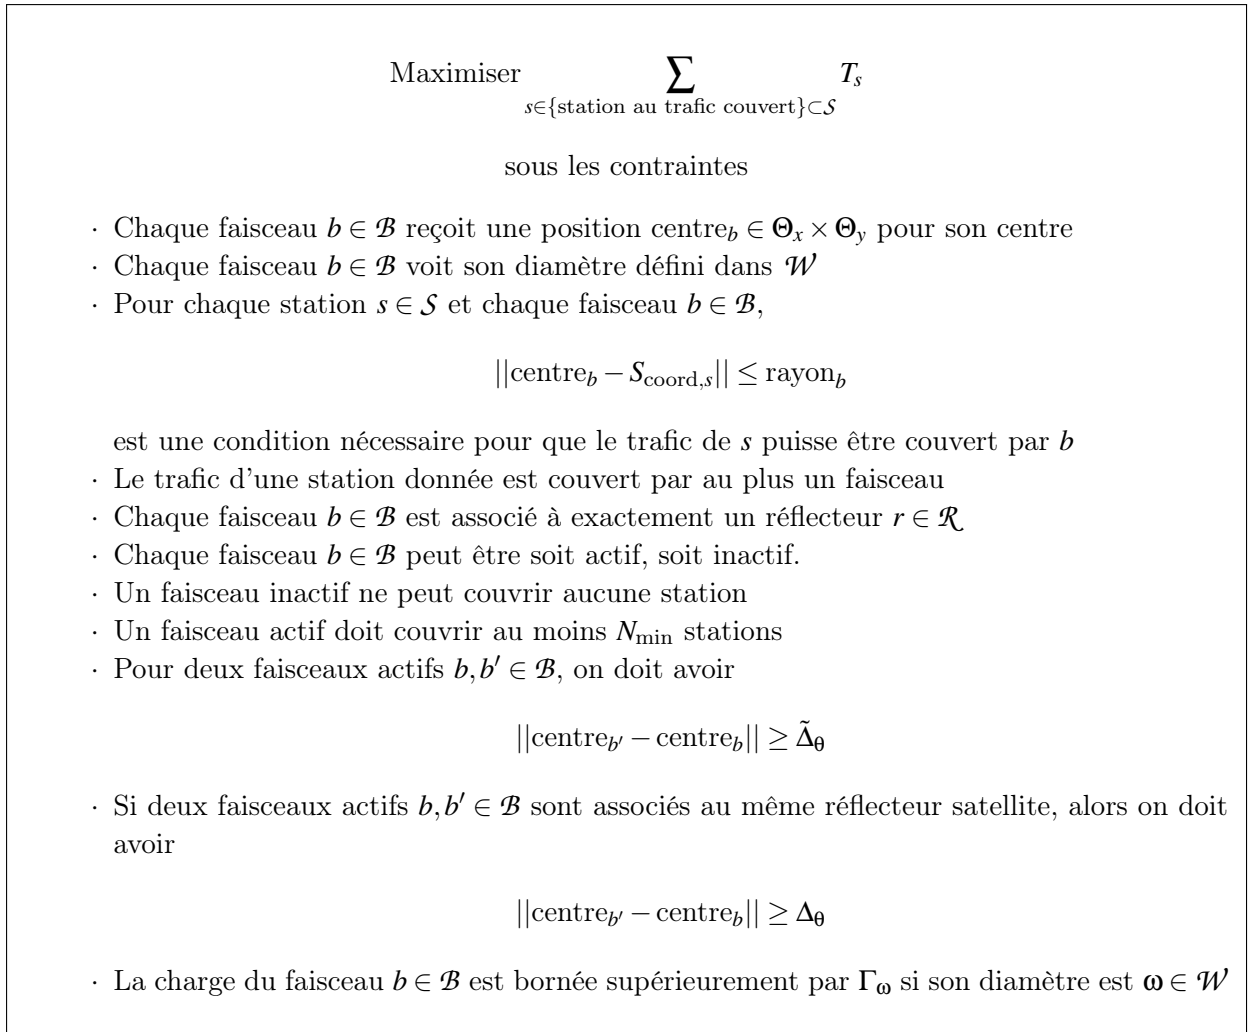 Maximiser ∑ T_s
s∈{station au trafic couvert}⊂𝒮
sous les contraintes
· Chaque faisceau b ∈ ℬ reçoit une position centre_b ∈ Θ_x × Θ_y pour son centre
· Chaque faisceau b ∈ ℬ voit son diamètre défini dans 𝒲
· Pour chaque station s ∈ 𝒮 et chaque faisceau b ∈ ℬ,
||centre_b − S_coord,s|| ≤ rayon_b
est une condition nécessaire pour que le trafic de s puisse être couvert par b
· Le trafic d'une station donnée est couvert par au plus un faisceau
· Chaque faisceau b ∈ ℬ est associé à exactement un réflecteur r ∈ ℛ
· Chaque faisceau b ∈ ℬ peut être soit actif, soit inactif.
· Un faisceau inactif ne peut couvrir aucune station
· Un faisceau actif doit couvrir au moins N_min stations
· Pour deux faisceaux actifs b, b′ ∈ ℬ, on doit avoir
||centre_b′ − centre_b|| ≥ Δ̃_θ
· Si deux faisceaux actifs b, b′ ∈ ℬ sont associés au même réflecteur satellite, alors on doit
avoir
||centre_b′ − centre_b|| ≥ Δ_θ
· La charge du faisceau b ∈ ℬ est bornée supérieurement par Γ_ω si son diamètre est ω ∈ 𝒲